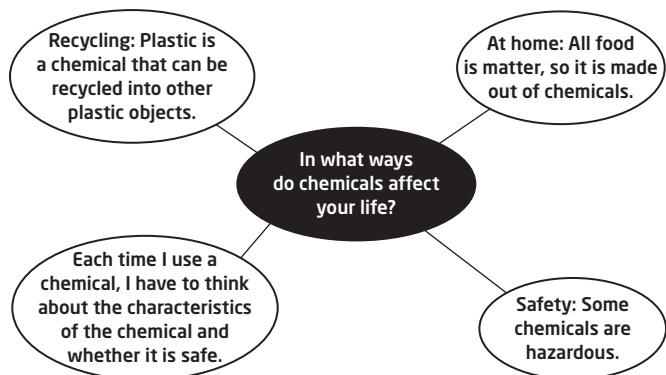 Recycling: Plastic is
a chemical that can be
recycled into other
plastic objects.
At home: All food
is matter, so it is made
out of chemicals.
In what ways
do chemicals affect
your life?
Each time I use a
chemical, I have to think
about the characteristics
of the chemical and
whether it is safe.
Safety: Some
chemicals are
hazardous.